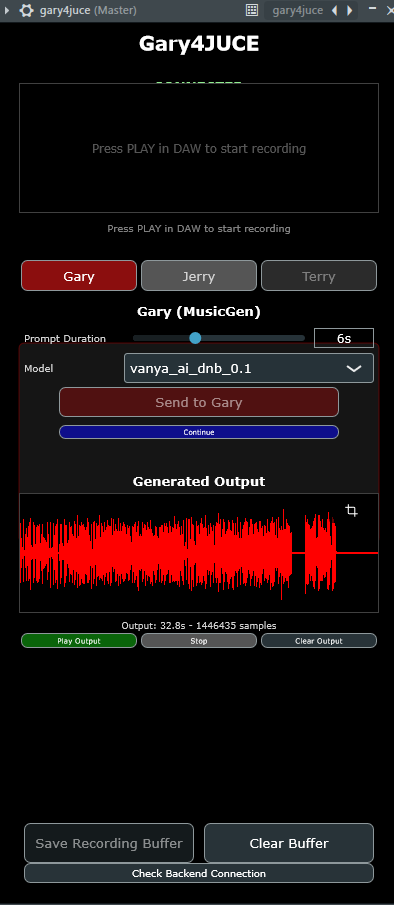 gary4juce (Master) gary4juce
Gary4JUCE
Press PLAY in DAW to start recording
Press PLAY in DAW to start recording
Gary Jerry Terry
Gary (MusicGen)
Prompt Duration 6s
Model vanya_ai_dnb_0.1
Send to Gary
Continue
Generated Output
Output: 32.8s - 1446435 samples
Play Output Stop Clear Output
Save Recording Buffer Clear Buffer
Check Backend Connection